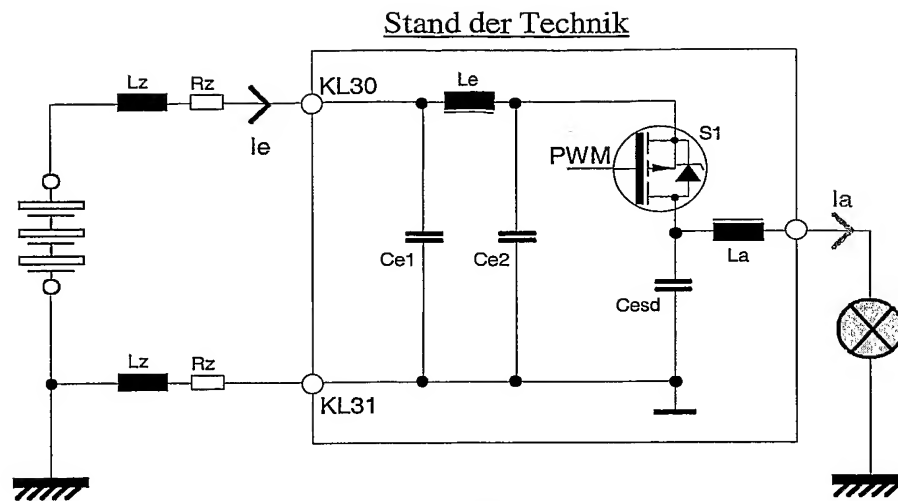 Stand der Technik
Lz
Rz
Ie
KL30
Le
S1
PWM
Ia
Ce1
Ce2
La
Cesd
Lz
Rz
KL31